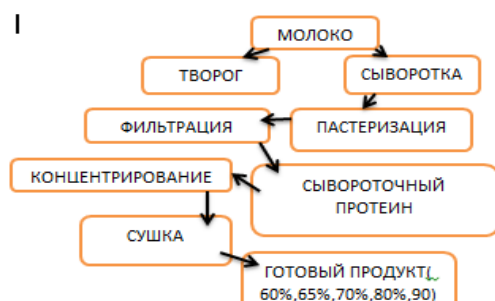 I
МОЛОКО
ТВОРОГ
СЫВОРОТКА
ФИЛЬТРАЦИЯ
ПАСТЕРИЗАЦИЯ
КОНЦЕНТРИРОВАНИЕ
СЫВОРОТОЧНЫЙ
ПРОТЕИН
СУШКА
ГОТОВЫЙ ПРОДУКТ(
60%,65%,70%,80%,90)